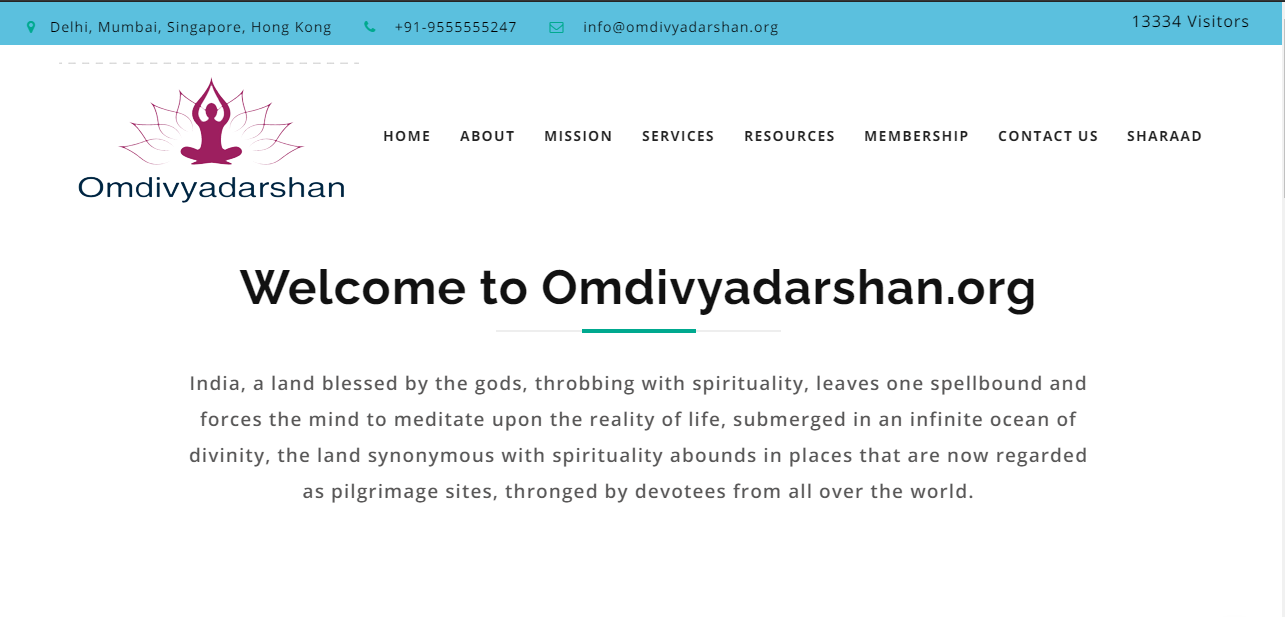 Delhi, Mumbai, Singapore, Hong Kong +91-9555555247 info@omdivyadarshan.org 13334 Visitors
Omdivyadarshan
HOME ABOUT MISSION SERVICES RESOURCES MEMBERSHIP CONTACT US SHARAAD
Welcome to Omdivyadarshan.org
India, a land blessed by the gods, throbbing with spirituality, leaves one spellbound and
forces the mind to meditate upon the reality of life, submerged in an infinite ocean of
divinity, the land synonymous with spirituality abounds in places that are now regarded
as pilgrimage sites, thronged by devotees from all over the world.